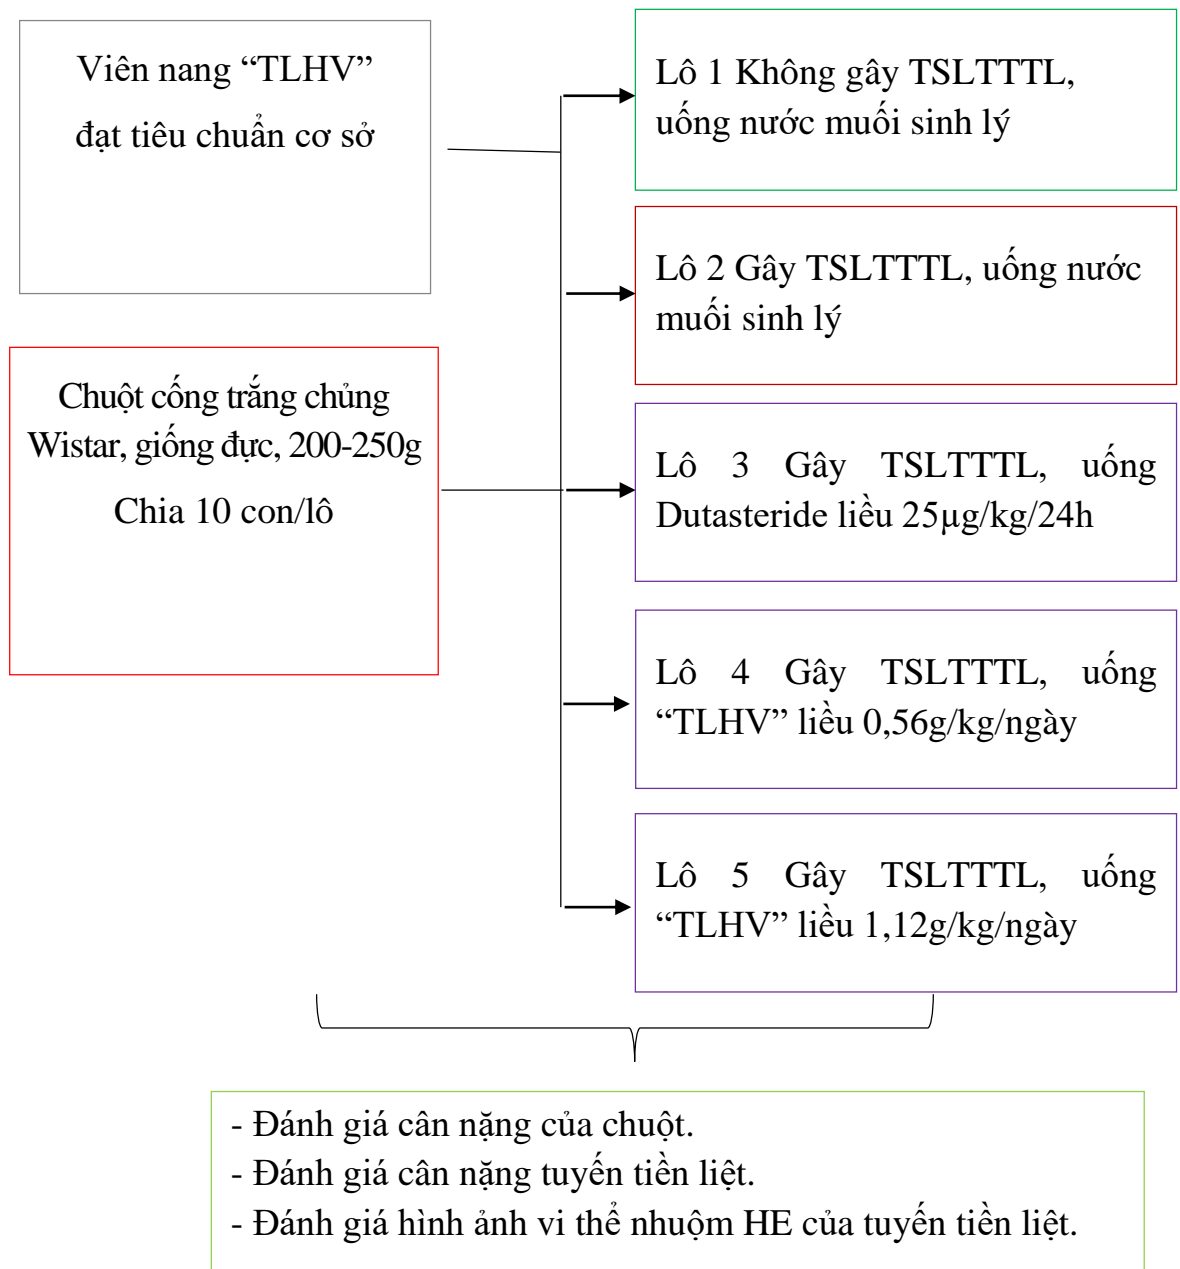 Viên nang “TLHV”
đạt tiêu chuẩn cơ sở
Chuột cống trắng chủng
Wistar, giống đực, 200-250g
Chia 10 con/lô
Lô 1 Không gây TSLTTTL,
uống nước muối sinh lý
Lô 2 Gây TSLTTTL, uống nước
muối sinh lý
Lô 3 Gây TSLTTTL, uống
Dutasteride liều 25µg/kg/24h
Lô 4 Gây TSLTTTL, uống
“TLHV” liều 0,56g/kg/ngày
Lô 5 Gây TSLTTTL, uống
“TLHV” liều 1,12g/kg/ngày
- Đánh giá cân nặng của chuột.
- Đánh giá cân nặng tuyến tiền liệt.
- Đánh giá hình ảnh vi thể nhuộm HE của tuyến tiền liệt.